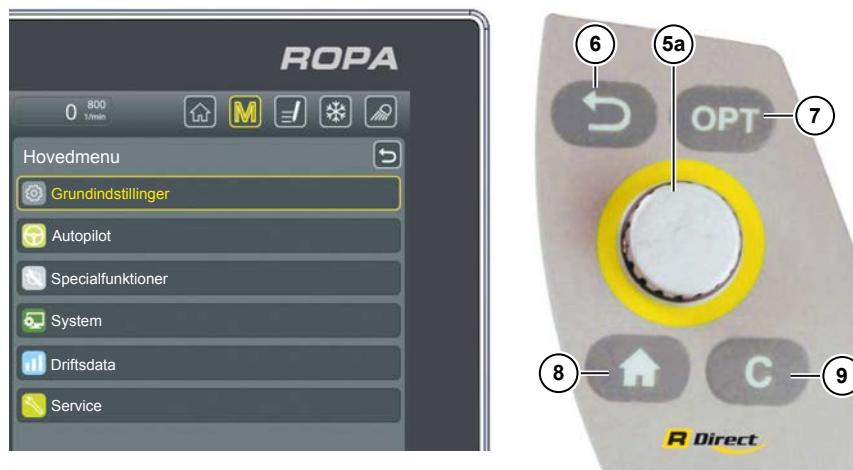 ROPA
0 800 1/min
M
Hovedmenu
Grundindstillinger
Autopilot
Specialfunktioner
System
Driftsdata
Service
6
5a
OPT
7
8
C
9
R Direct